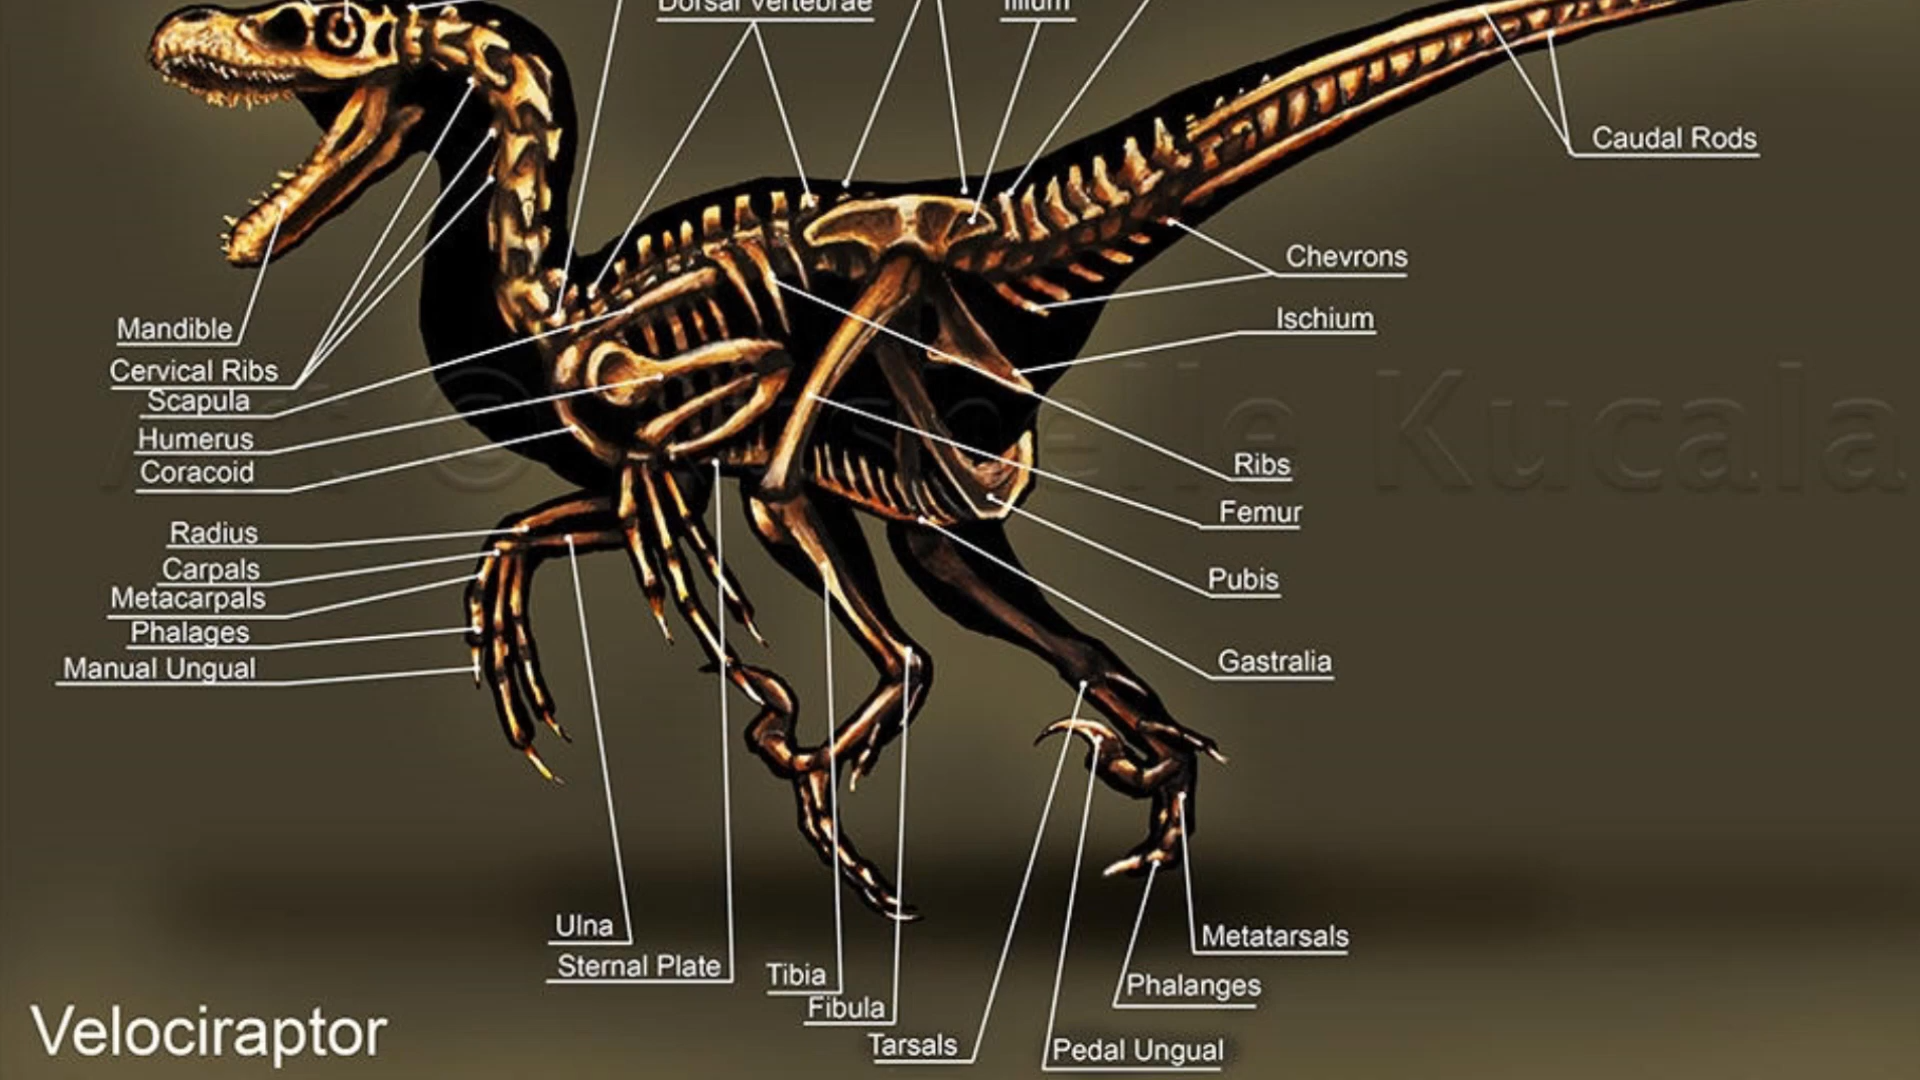 Dorsal Vertebrae
Ilium
Caudal Rods
Chevrons
Ischium
Mandible
Cervical Ribs
Scapula
Humerus
Coracoid
Ribs
Femur
Radius
Carpals
Metacarpals
Phalages
Manual Ungual
Pubis
Gastralia
Ulna
Sternal Plate
Tibia
Fibula
Tarsals
Metatarsals
Phalanges
Pedal Ungual
Velociraptor
Kucala